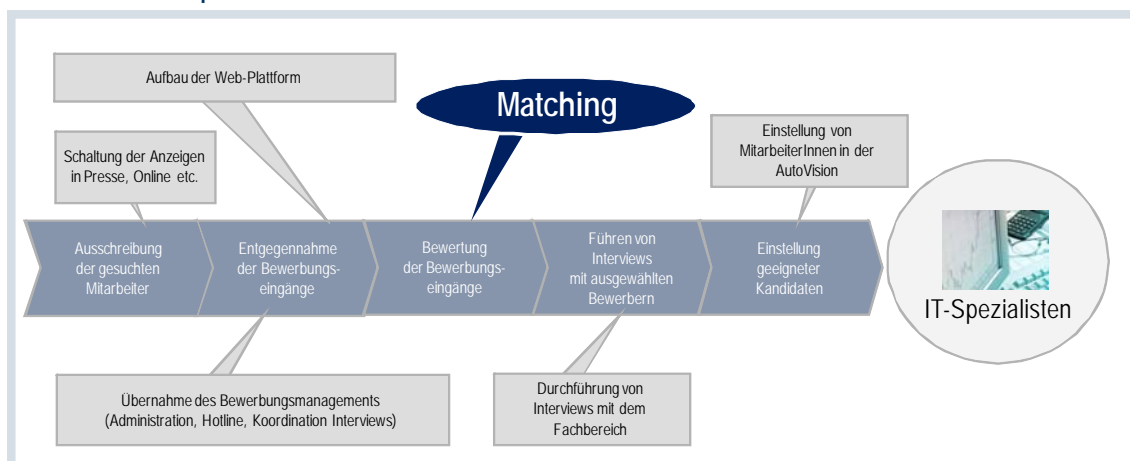 Aufbau der Web-Plattform
Matching
Schaltung der Anzeigen
in Presse, Online etc.
Einstellung von
MitarbeiterInnen in der
AutoVision
Ausschreibung
der gesuchten
Mitarbeiter
Entgegennahme
der Bewerbungs-
eingänge
Bewertung
der Bewerbungs-
eingänge
Führen von
Interviews
mit ausgewählten
Bewerbern
Einstellung
geeigneter
Kandidaten
IT-Spezialisten
Übernahme des Bewerbungsmanagements
(Administration, Hotline, Koordination Interviews)
Durchführung von
Interviews mit dem
Fachbereich